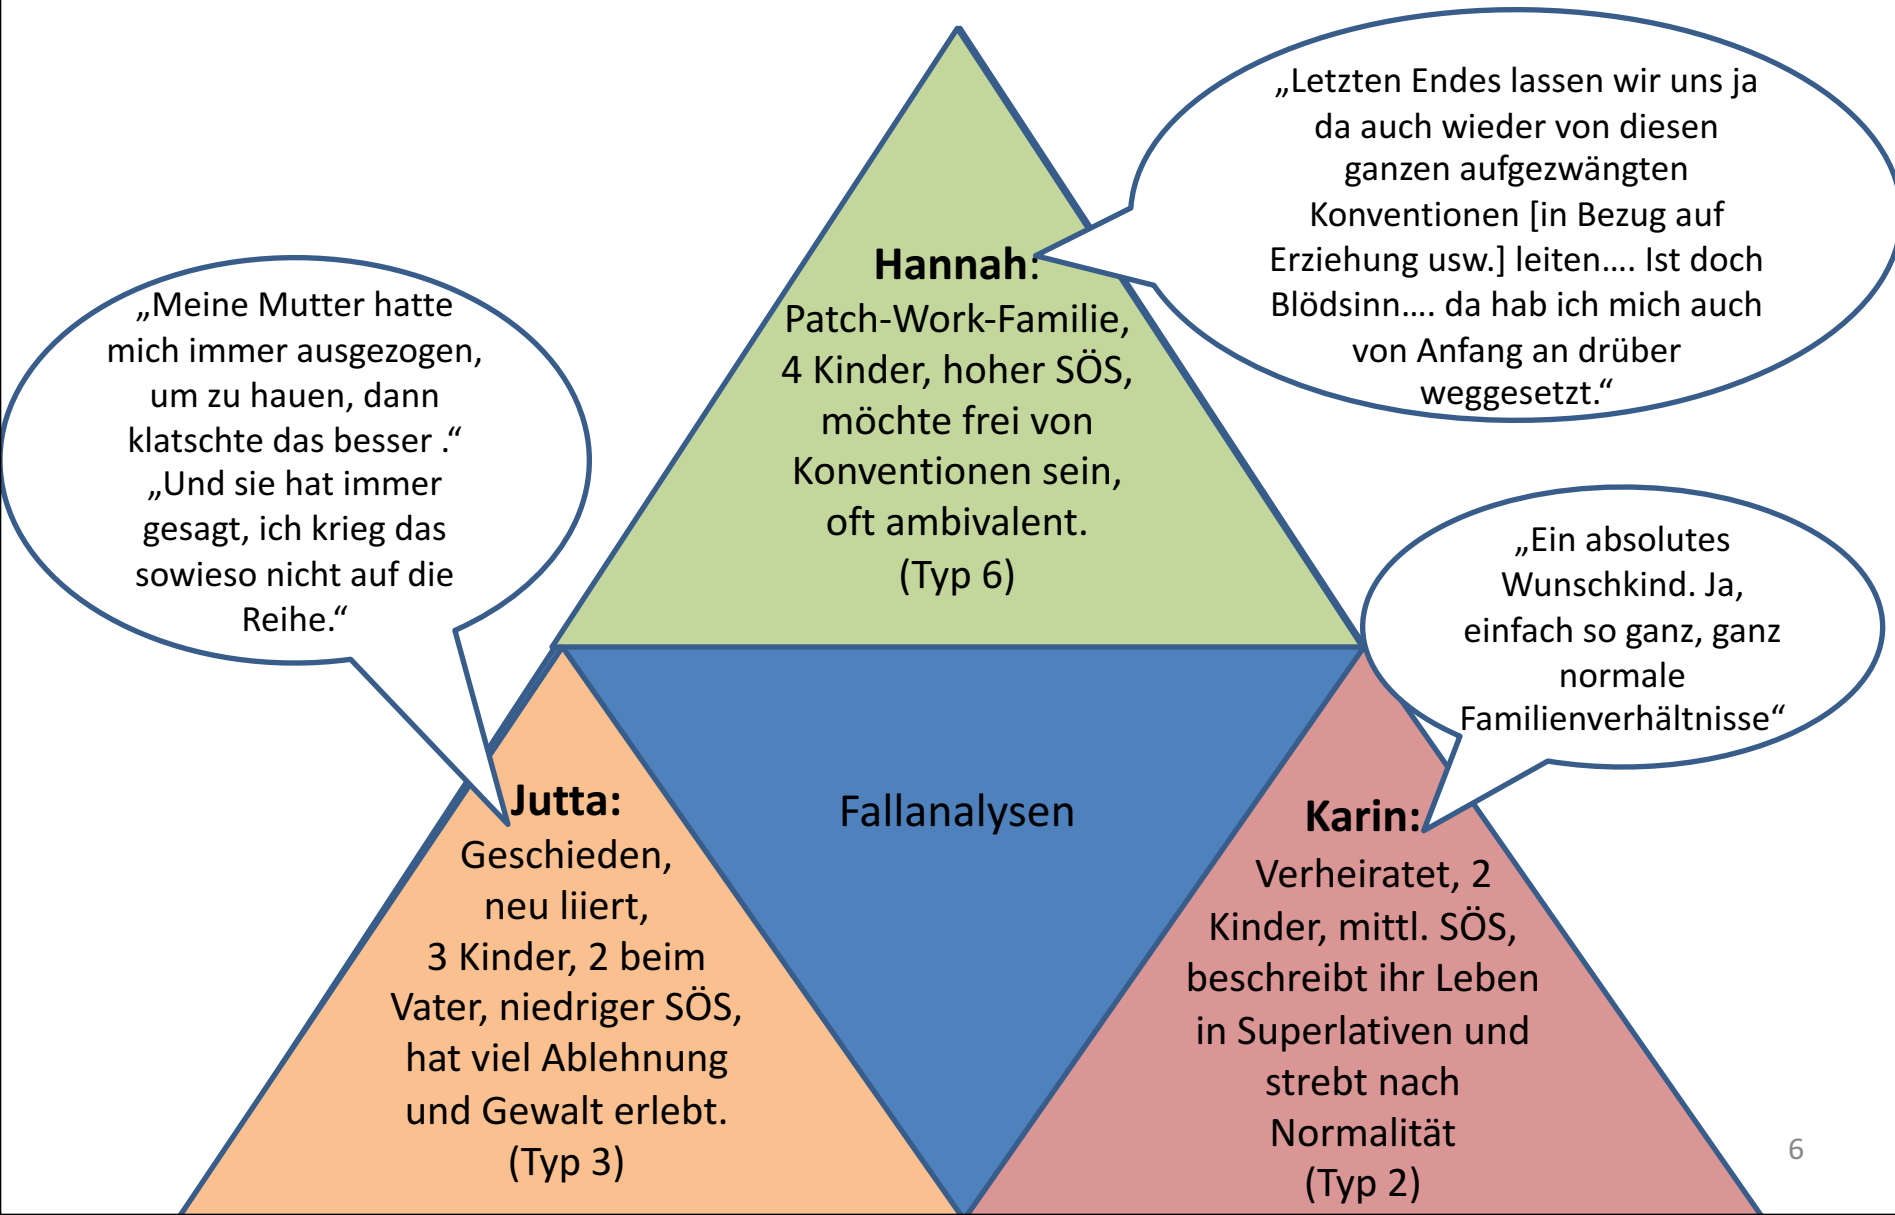 „Letzten Endes lassen wir uns ja
da auch wieder von diesen
ganzen aufgezwängten
Konventionen [in Bezug auf
Erziehung usw.] leiten…. Ist doch
Blödsinn…. da hab ich mich auch
von Anfang an drüber
weggesetzt.“
Hannah:
Patch-Work-Familie,
4 Kinder, hoher SÖS,
möchte frei von
Konventionen sein,
oft ambivalent.
(Typ 6)
„Meine Mutter hatte
mich immer ausgezogen,
um zu hauen, dann
klatschte das besser .“
„Und sie hat immer
gesagt, ich krieg das
sowieso nicht auf die
Reihe.“
„Ein absolutes
Wunschkind. Ja,
einfach so ganz, ganz
normale
Familienverhältnisse“
Jutta:
Geschieden,
neu liiert,
3 Kinder, 2 beim
Vater, niedriger SÖS,
hat viel Ablehnung
und Gewalt erlebt.
(Typ 3)
Fallanalysen
Karin:
Verheiratet, 2
Kinder, mittl. SÖS,
beschreibt ihr Leben
in Superlativen und
strebt nach
Normalität
(Typ 2)
6